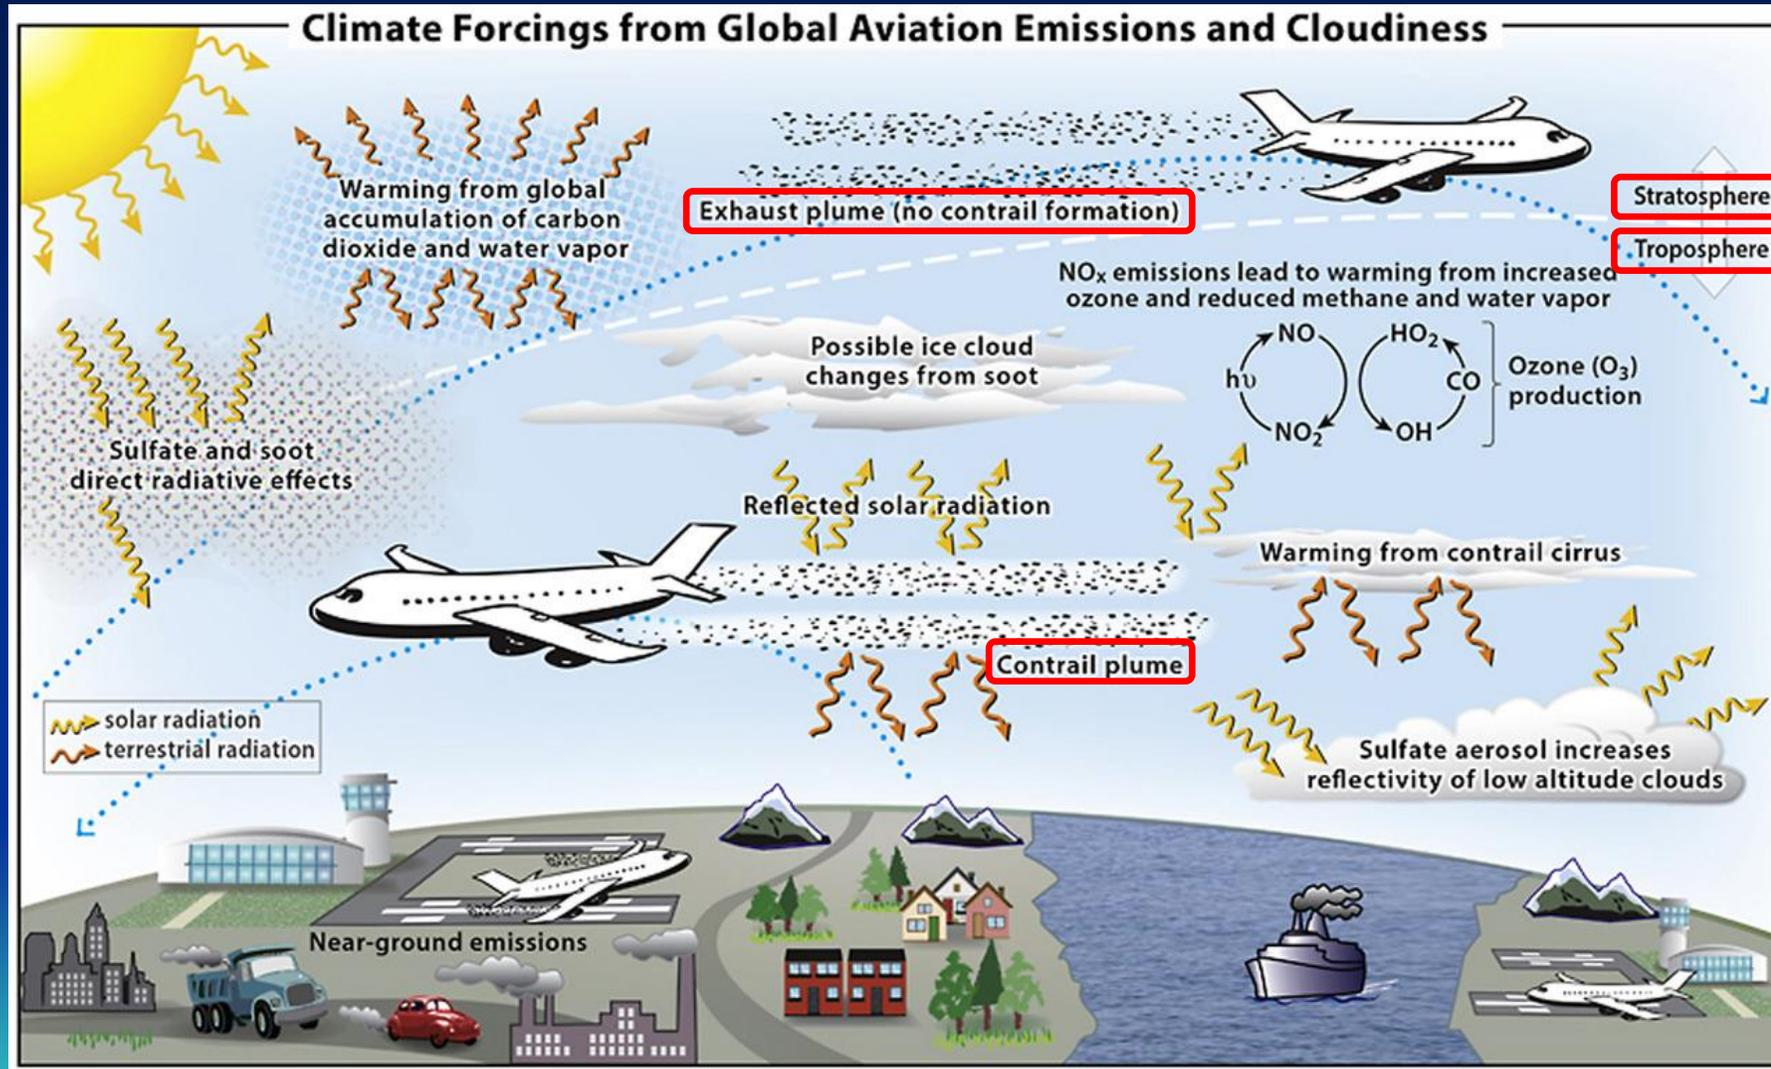 Climate Forcings from Global Aviation Emissions and Cloudiness
Warming from global
accumulation of carbon
dioxide and water vapor
Exhaust plume (no contrail formation)
Stratosphere
Troposphere
NOₓ emissions lead to warming from increased
ozone and reduced methane and water vapor
NO
HO₂
hυ
CO
NO₂
OH
Ozone (O₃)
production
Possible ice cloud
changes from soot
Sulfate and soot
direct radiative effects
Reflected solar radiation
Warming from contrail cirrus
Contrail plume
solar radiation
terrestrial radiation
Sulfate aerosol increases
reflectivity of low altitude clouds
Near-ground emissions